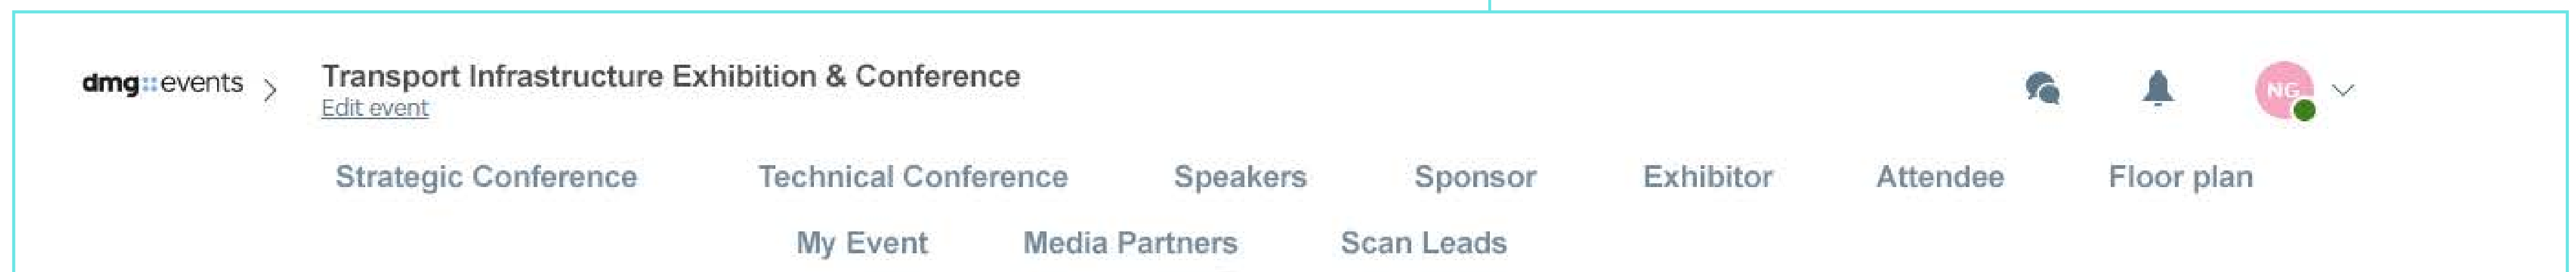 dmg::events > Transport Infrastructure Exhibition & Conference
Edit event
NG
Strategic Conference Technical Conference Speakers Sponsor Exhibitor Attendee Floor plan
My Event Media Partners Scan Leads